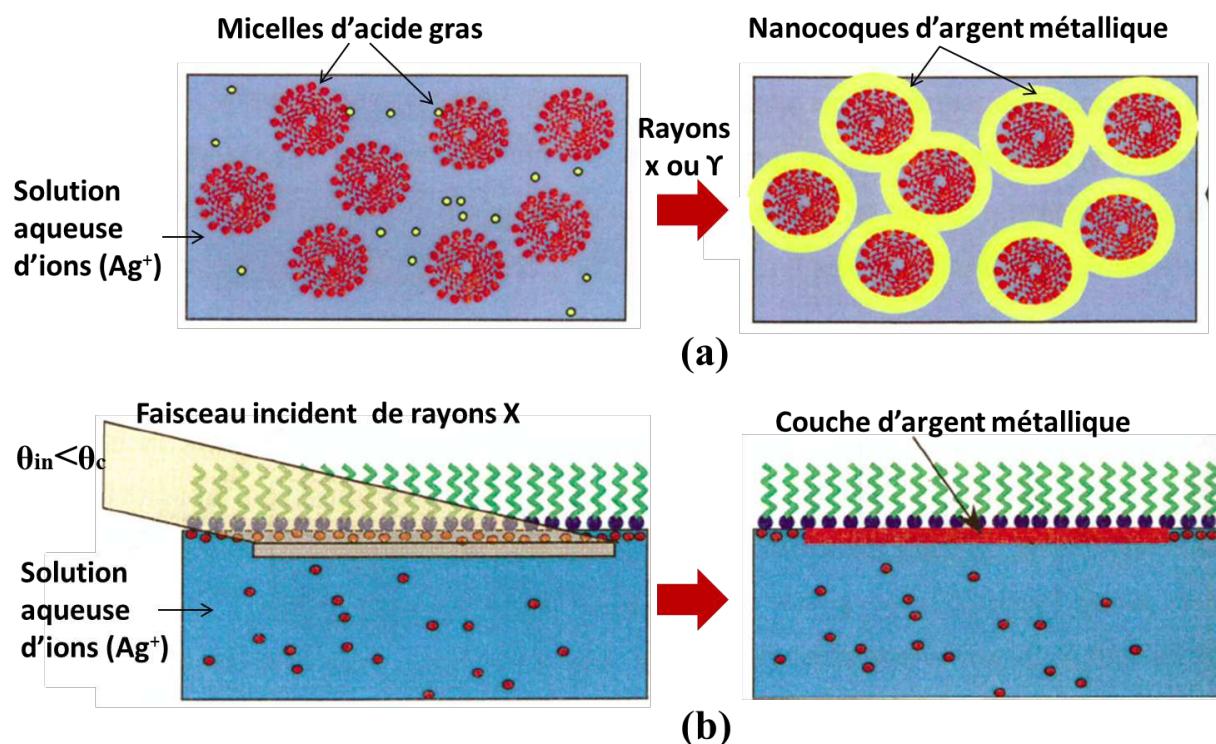 Micelles d'acide gras
Nanocoques d'argent métallique
Solution
aqueuse
d'ions (Ag⁺)
Rayons
x ou ϒ
(a)
Faisceau incident de rayons X
θin<θc
Couche d'argent métallique
Solution
aqueuse
d'ions (Ag⁺)
(b)